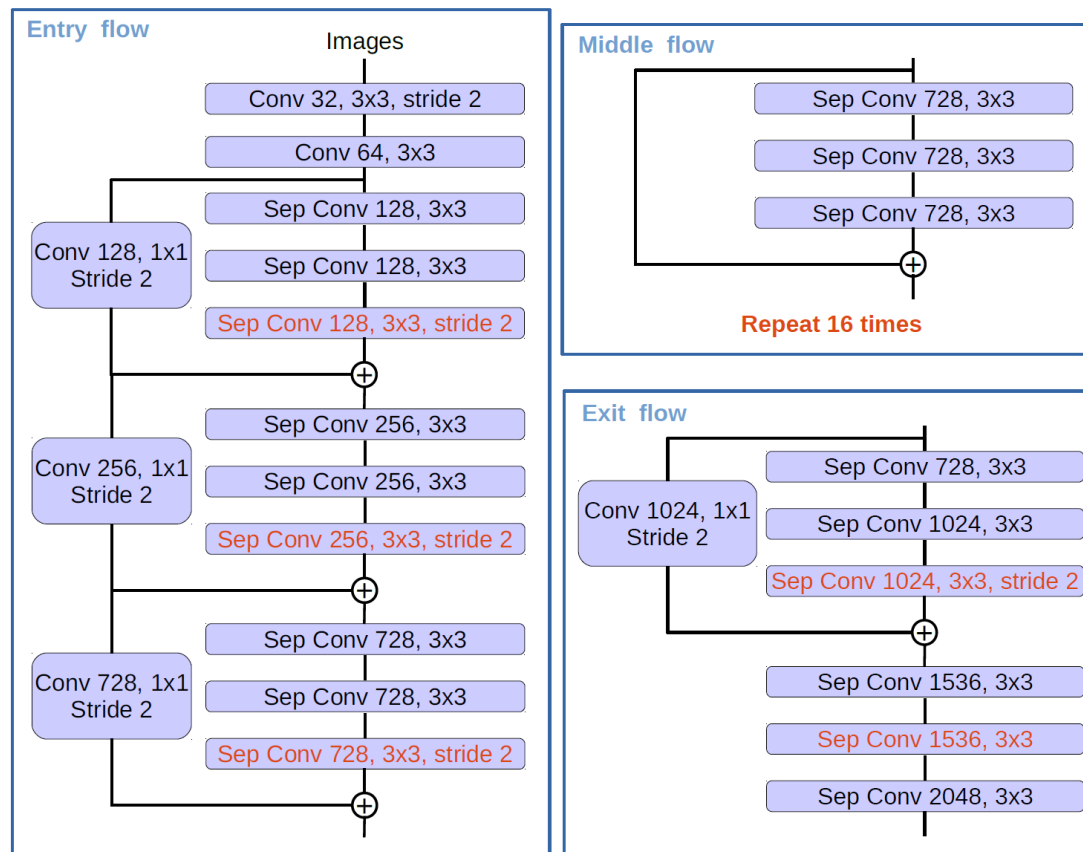 Entry flow
Images
Conv 32, 3x3, stride 2
Conv 64, 3x3
Sep Conv 128, 3x3
Conv 128, 1x1
Stride 2
Sep Conv 128, 3x3
Sep Conv 128, 3x3, stride 2
+
Sep Conv 256, 3x3
Conv 256, 1x1
Stride 2
Sep Conv 256, 3x3
Sep Conv 256, 3x3, stride 2
+
Sep Conv 728, 3x3
Conv 728, 1x1
Stride 2
Sep Conv 728, 3x3
Sep Conv 728, 3x3, stride 2
+
Middle flow
Sep Conv 728, 3x3
Sep Conv 728, 3x3
Sep Conv 728, 3x3
+
Repeat 16 times
Exit flow
Sep Conv 728, 3x3
Conv 1024, 1x1
Stride 2
Sep Conv 1024, 3x3
Sep Conv 1024, 3x3, stride 2
+
Sep Conv 1536, 3x3
Sep Conv 1536, 3x3
Sep Conv 2048, 3x3